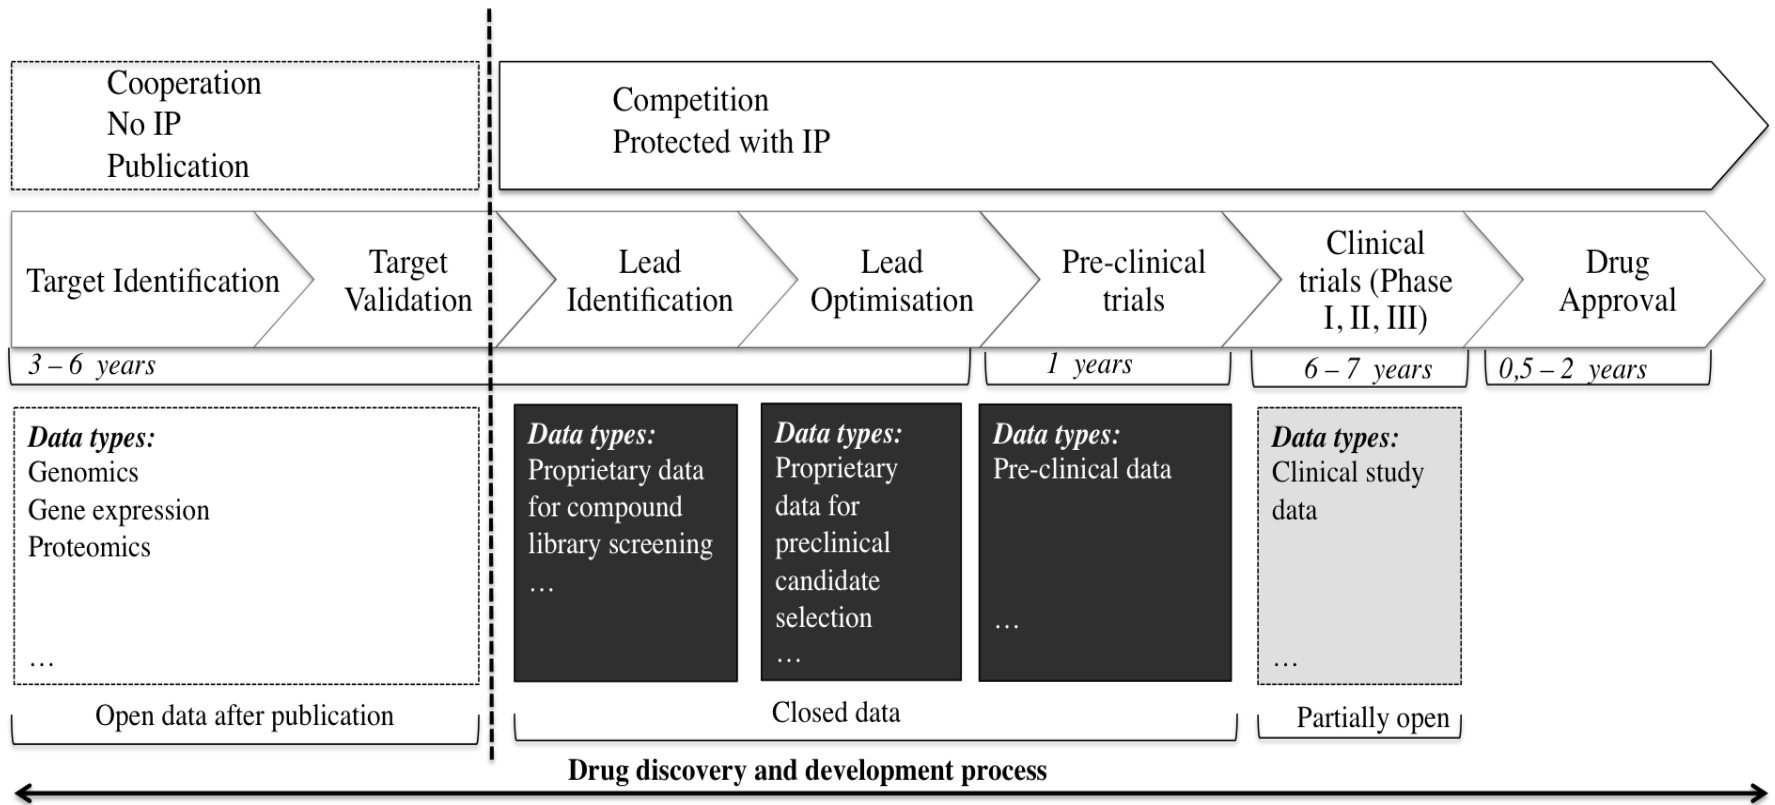 Cooperation
No IP
Publication
Competition
Protected with IP
Target Identification
Target
Validation
Lead
Identification
Lead
Optimisation
Pre-clinical
trials
Clinical
trials (Phase
I, II, III)
Drug
Approval
3 – 6 years
1 years
6 – 7 years
0,5 – 2 years
Data types:
Genomics
Gene expression
Proteomics
…
Data types:
Proprietary data
for compound
library screening
…
Data types:
Proprietary
data for
preclinical
candidate
selection
…
Data types:
Pre-clinical data
…
Data types:
Clinical study
data
…
Open data after publication
Closed data
Partially open
Drug discovery and development process